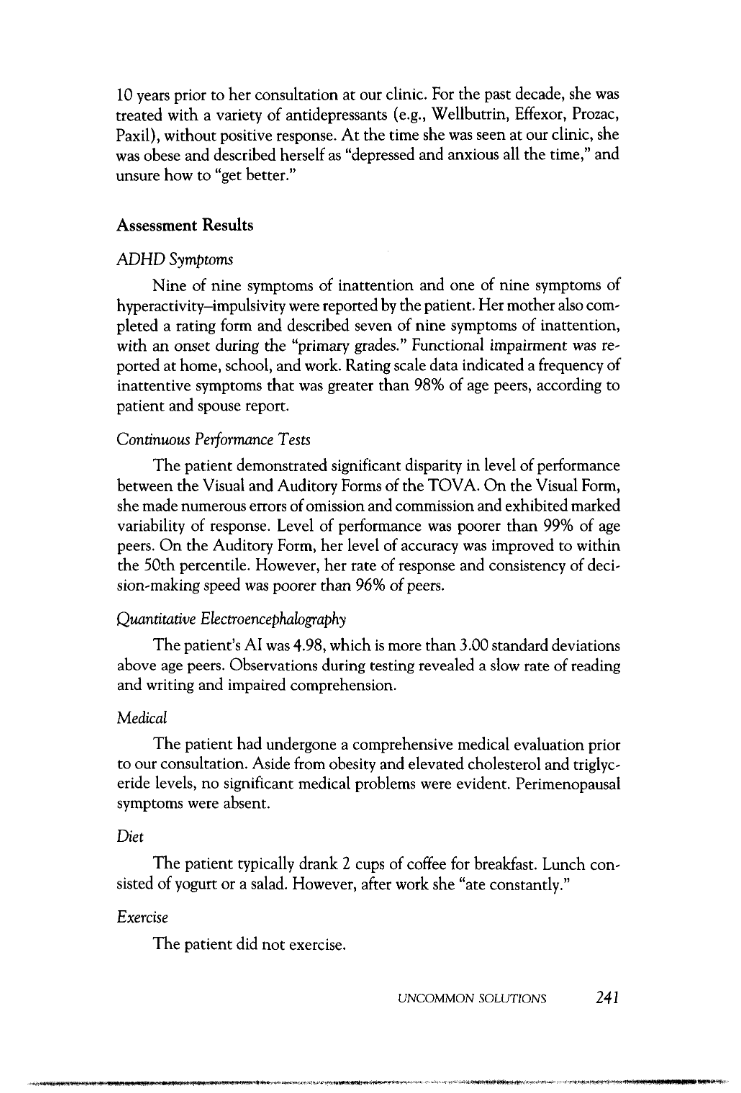 10 years prior to her consultation at our clinic. For the past decade, she was
treated with a variety of antidepressants (e.g., Wellbutrin, Effexor, Prozac,
Paxil), without positive response. At the time she was seen at our clinic, she
was obese and described herself as “depressed and anxious all the time,” and
unsure how to “get better.”
Assessment Results
ADHD Symptoms
Nine of nine symptoms of inattention and one of nine symptoms of
hyperactivity–impulsivity were reported by the patient. Her mother also com-
pleted a rating form and described seven of nine symptoms of inattention,
with an onset during the “primary grades.” Functional impairment was re-
ported at home, school, and work. Rating scale data indicated a frequency of
inattentive symptoms that was greater than 98% of age peers, according to
patient and spouse report.
Continuous Performance Tests
The patient demonstrated significant disparity in level of performance
between the Visual and Auditory Forms of the TOVA. On the Visual Form,
she made numerous errors of omission and commission and exhibited marked
variability of response. Level of performance was poorer than 99% of age
peers. On the Auditory Form, her level of accuracy was improved to within
the 50th percentile. However, her rate of response and consistency of deci-
sion-making speed was poorer than 96% of peers.
Quantitative Electroencephalography
The patient’s AI was 4.98, which is more than 3.00 standard deviations
above age peers. Observations during testing revealed a slow rate of reading
and writing and impaired comprehension.
Medical
The patient had undergone a comprehensive medical evaluation prior
to our consultation. Aside from obesity and elevated cholesterol and triglyc-
eride levels, no significant medical problems were evident. Perimenopausal
symptoms were absent.
Diet
The patient typically drank 2 cups of coffee for breakfast. Lunch con-
sisted of yogurt or a salad. However, after work she “ate constantly.”
Exercise
The patient did not exercise.
UNCOMMON SOLUTIONS 241